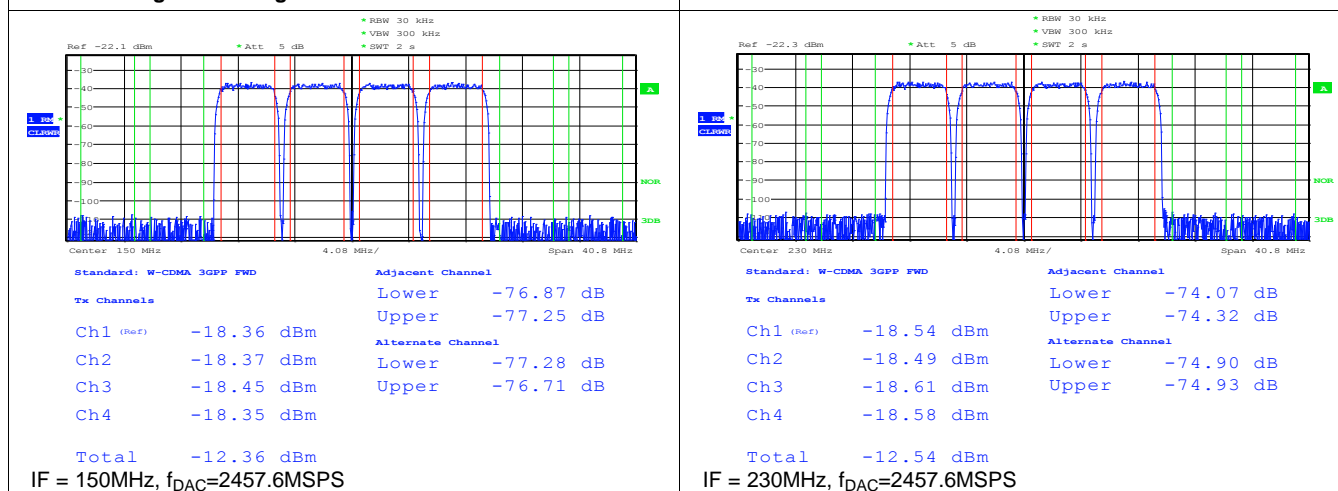 * RBW 30 kHz
* VBW 300 kHz
Ref -22.1 dBm * Att 5 dB * SWT 2 s
-30
-40
A
-50
1 RM *
-60
CLRWR
-70
-80
-90
NOR
-100
3DB
Center 150 MHz 4.08 MHz/ Span 40.8 MHz
Standard: W-CDMA 3GPP FWD
Adjacent Channel
Lower -76.87 dB
Tx Channels
Upper -77.25 dB
Ch1 (Ref) -18.36 dBm
Alternate Channel
Ch2 -18.37 dBm
Lower -77.28 dB
Ch3 -18.45 dBm
Upper -76.71 dB
Ch4 -18.35 dBm
Total -12.36 dBm
IF = 150MHz, fDAC=2457.6MSPS
* RBW 30 kHz
* VBW 300 kHz
Ref -22.3 dBm * Att 5 dB * SWT 2 s
-30
-40
A
-50
1 RM *
-60
CLRWR
-70
-80
-90
NOR
-100
3DB
Center 230 MHz 4.08 MHz/ Span 40.8 MHz
Standard: W-CDMA 3GPP FWD
Adjacent Channel
Lower -74.07 dB
Tx Channels
Upper -74.32 dB
Ch1 (Ref) -18.54 dBm
Alternate Channel
Ch2 -18.49 dBm
Lower -74.90 dB
Ch3 -18.61 dBm
Upper -74.93 dB
Ch4 -18.58 dBm
Total -12.54 dBm
IF = 230MHz, fDAC=2457.6MSPS